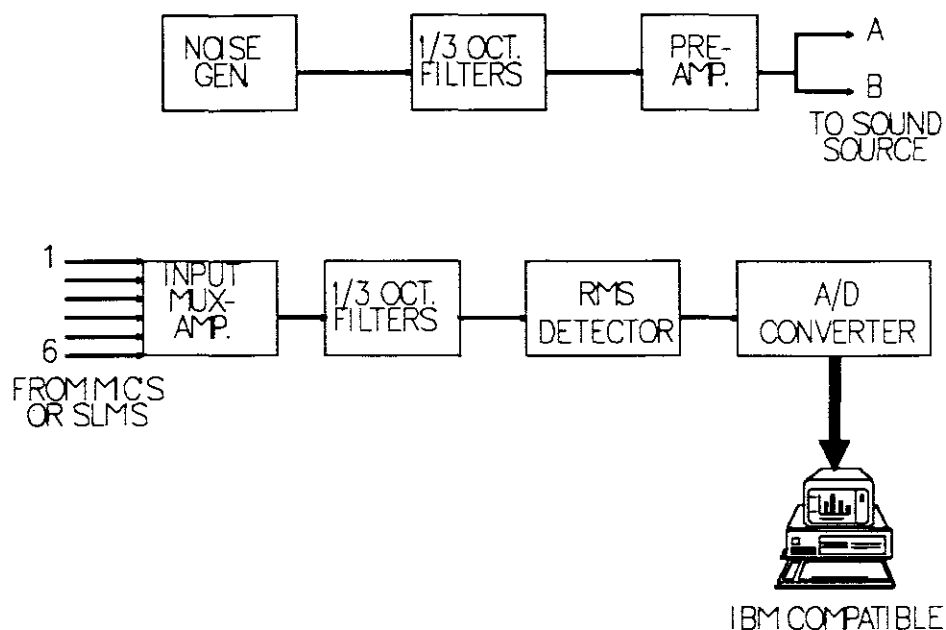 NOISE
GEN.
1/3 OCT.
FILTERS
PRE-
AMP.
A
B
TO SOUND
SOURCE
1
6
FROM MICS
OR SLMS
INPUT
MUX-
AMP.
1/3 OCT.
FILTERS
RMS
DETECTOR
A/D
CONVERTER
IBM COMPATIBLE